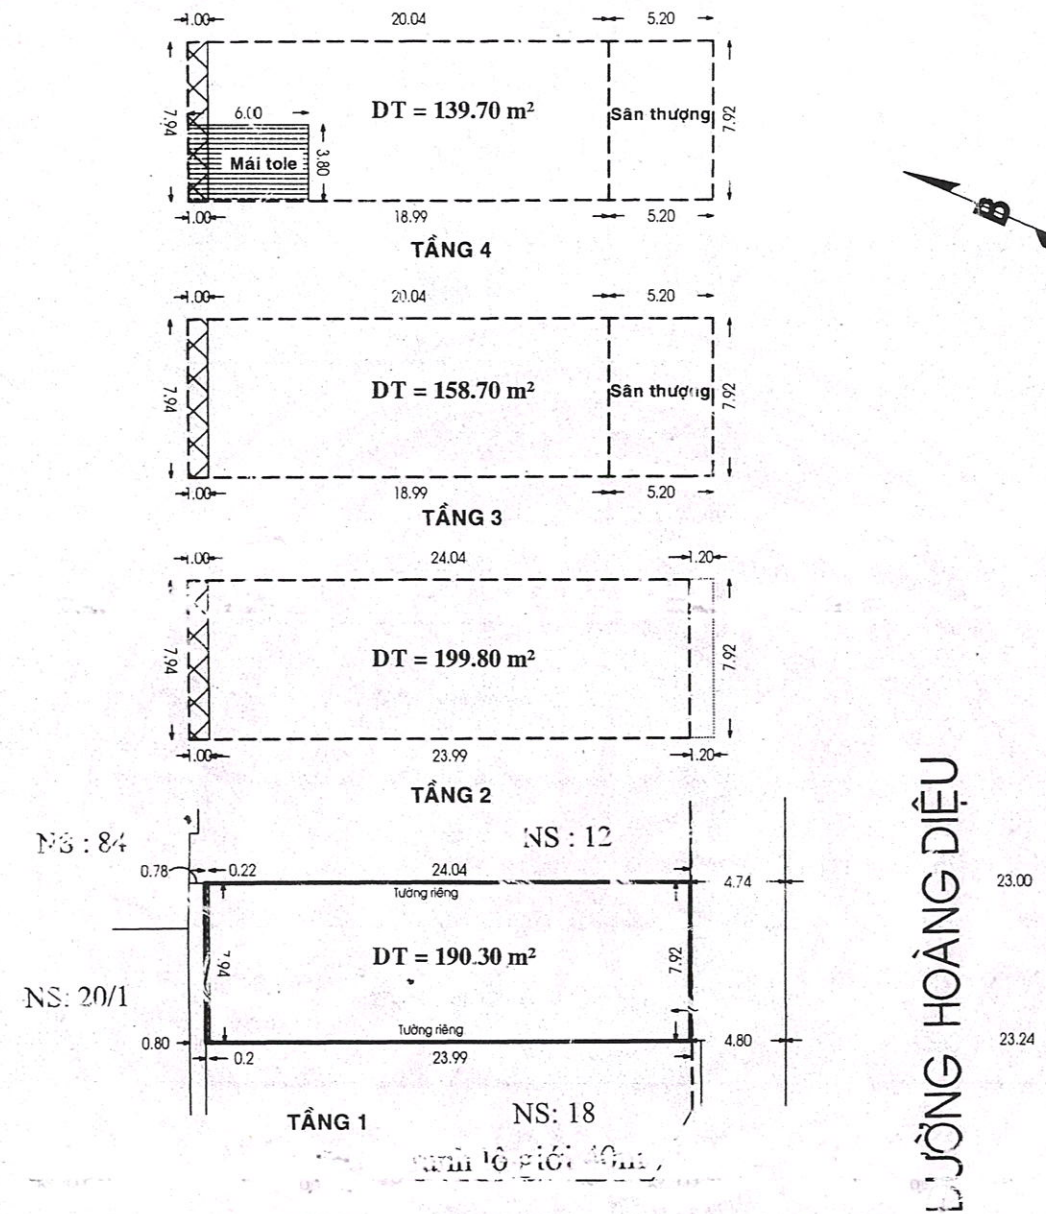 1.00 20.04 5.20
7.94 DT = 139.70 m² Sân thượng 7.92
6.00
Mái tole 3.80
1.00 18.99 5.20
TẦNG 4
B
1.00 20.04 5.20
7.94 DT = 158.70 m² Sân thượng 7.92
1.00 18.99 5.20
TẦNG 3
1.00 24.04 1.20
7.94 DT = 199.80 m² 7.92
1.00 23.99 1.20
TẦNG 2
NS : 84 NS : 12
0.78 0.22 24.04 4.74 23.00
Tường riêng
7.94 DT = 190.30 m² 7.92
NS: 20/1
Tường riêng
0.80 0.2 23.99 4.80 23.24
TẦNG 1 NS: 18
lộ giới 40m
ĐƯỜNG HOÀNG DIỆU